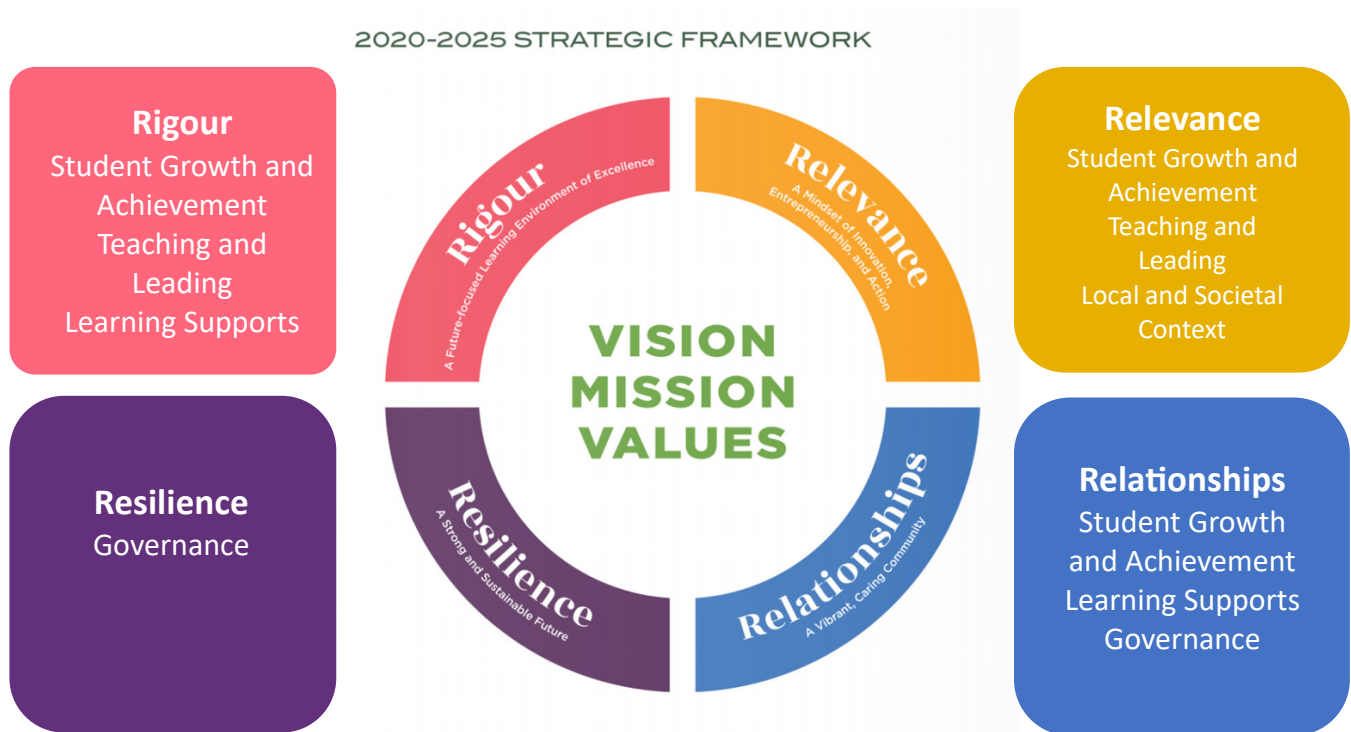 2020-2025 STRATEGIC FRAMEWORK
Rigour
Student Growth and
Achievement
Teaching and
Leading
Learning Supports
Resilience
Governance
Rigour
A Future-focused Learning Environment of Excellence
Relevance
A Mindset of Innovation,
Entrepreneurship, and Action
VISION
MISSION
VALUES
Resilience
A Strong and Sustainable Future
Relationships
A Vibrant, Caring Community
Relevance
Student Growth and
Achievement
Teaching and
Leading
Local and Societal
Context
Relationships
Student Growth
and Achievement
Learning Supports
Governance